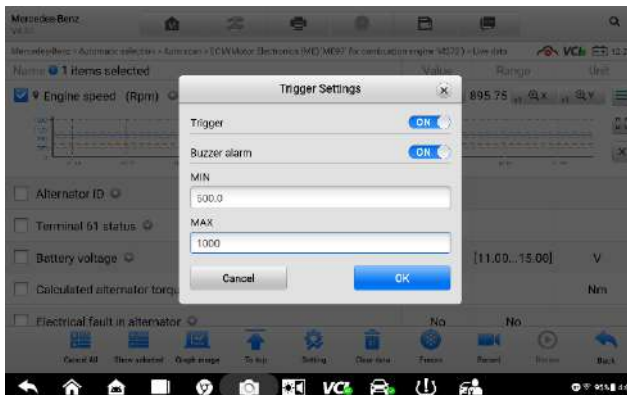 Mercedes-Benz
Name 1 items selected
Value
Range
Unit
Engine speed (Rpm)
895.75
Trigger Settings
Trigger
ON
Buzzer alarm
ON
MIN
500.0
MAX
1000
Cancel
OK
Alternator ID
Terminal 61 status
Battery voltage
[11.00...15.00]
V
Calculated alternator torqu
Nm
Electrical fault in alternator
No
No
Cancel All
Show selected
Graph merge
To top
Setting
Clear data
Freeze
Record
Back
VCI